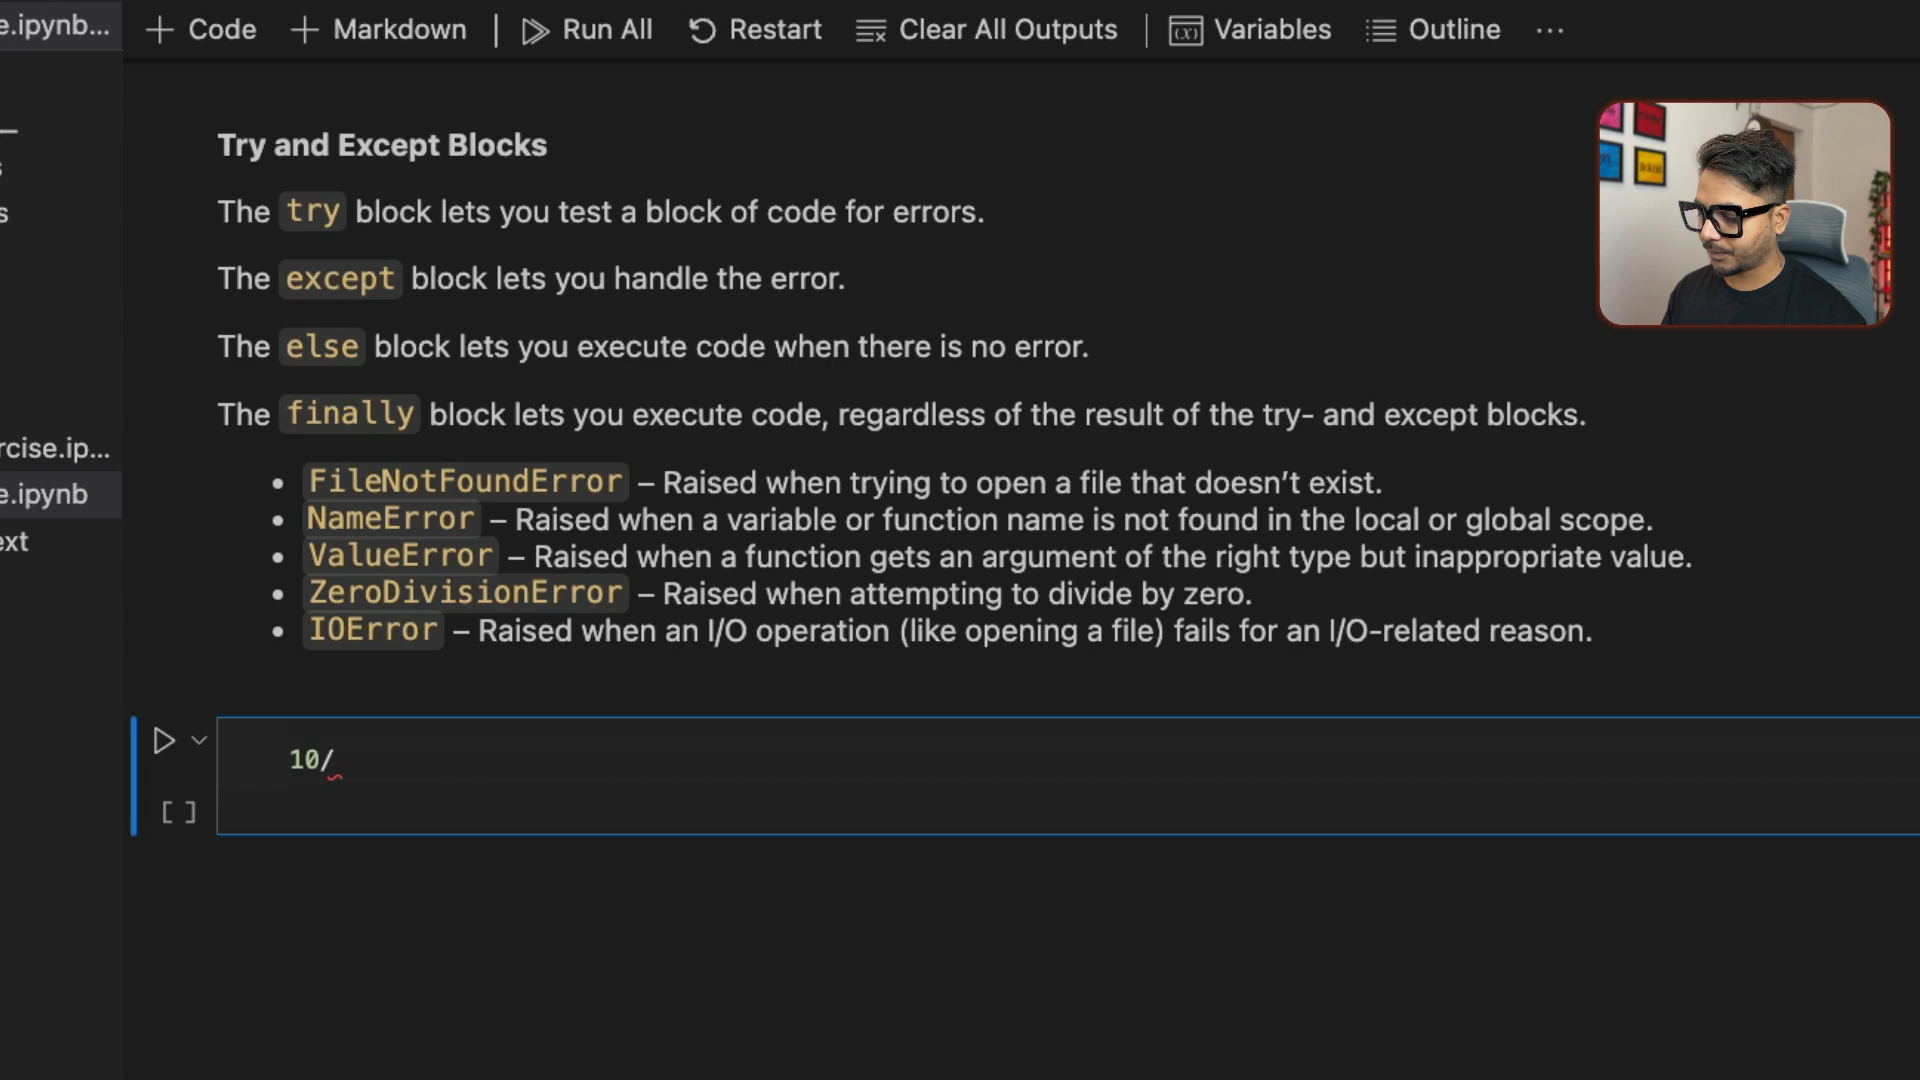 e.ipynb...
Code
Markdown
Run All
Restart
Clear All Outputs
Variables
Outline
...
s
rcise.ip...
e.ipynb
ext
Try and Except Blocks
The try block lets you test a block of code for errors.
The except block lets you handle the error.
The else block lets you execute code when there is no error.
The finally block lets you execute code, regardless of the result of the try- and except blocks.
• FileNotFoundError – Raised when trying to open a file that doesn’t exist.
• NameError – Raised when a variable or function name is not found in the local or global scope.
• ValueError – Raised when a function gets an argument of the right type but inappropriate value.
• ZeroDivisionError – Raised when attempting to divide by zero.
• IOError – Raised when an I/O operation (like opening a file) fails for an I/O-related reason.
10/
[ ]